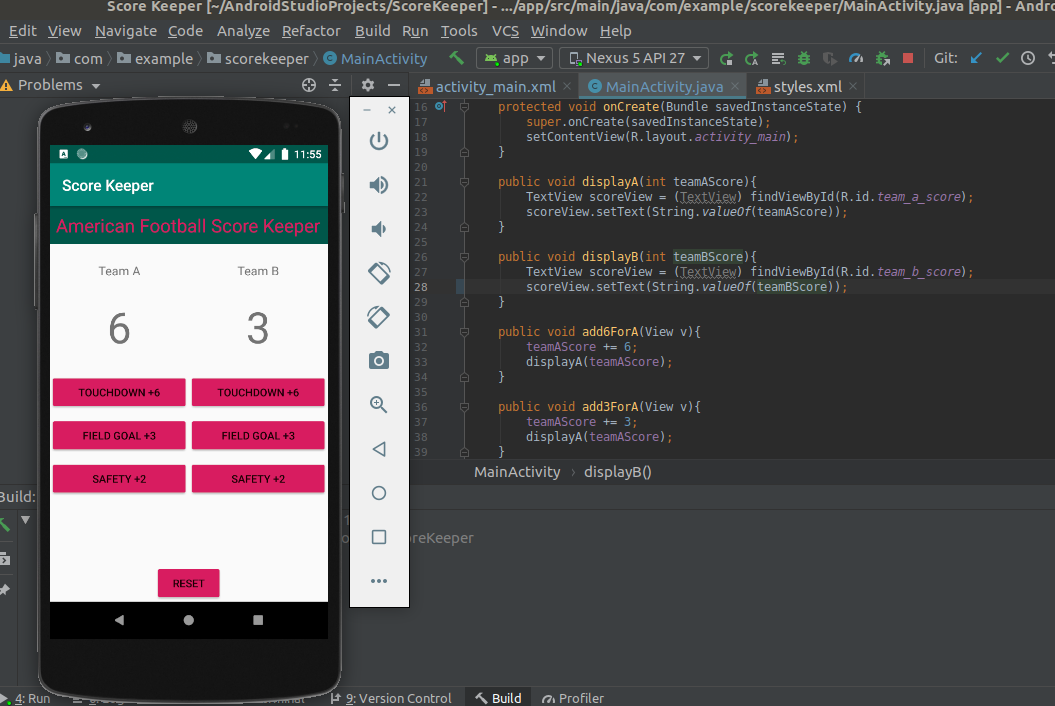 Score Keeper [~/AndroidStudioProjects/ScoreKeeper] - .../app/src/main/java/com/example/scorekeeper/MainActivity.java [app] - Andro
Edit View Navigate Code Analyze Refactor Build Run Tools VCS Window Help
java com example scorekeeper MainActivity app Nexus 5 API 27 Git:
Problems
activity_main.xml MainActivity.java styles.xml
11:55
Score Keeper
American Football Score Keeper
Team A Team B
6 3
TOUCHDOWN +6 TOUCHDOWN +6
FIELD GOAL +3 FIELD GOAL +3
SAFETY +2 SAFETY +2
RESET
16 protected void onCreate(Bundle savedInstanceState) {
17 super.onCreate(savedInstanceState);
18 setContentView(R.layout.activity_main);
19 }
20
21 public void displayA(int teamAScore){
22 TextView scoreView = (TextView) findViewById(R.id.team_a_score);
23 scoreView.setText(String.valueOf(teamAScore));
24 }
25
26 public void displayB(int teamBScore){
27 TextView scoreView = (TextView) findViewById(R.id.team_b_score);
28 scoreView.setText(String.valueOf(teamBScore));
29 }
30
31 public void add6ForA(View v){
32 teamAScore += 6;
33 displayA(teamAScore);
34 }
35
36 public void add3ForA(View v){
37 teamAScore += 3;
38 displayA(teamAScore);
39 }
MainActivity › displayB()
Build:
reKeeper
4: Run 9: Version Control Build Profiler